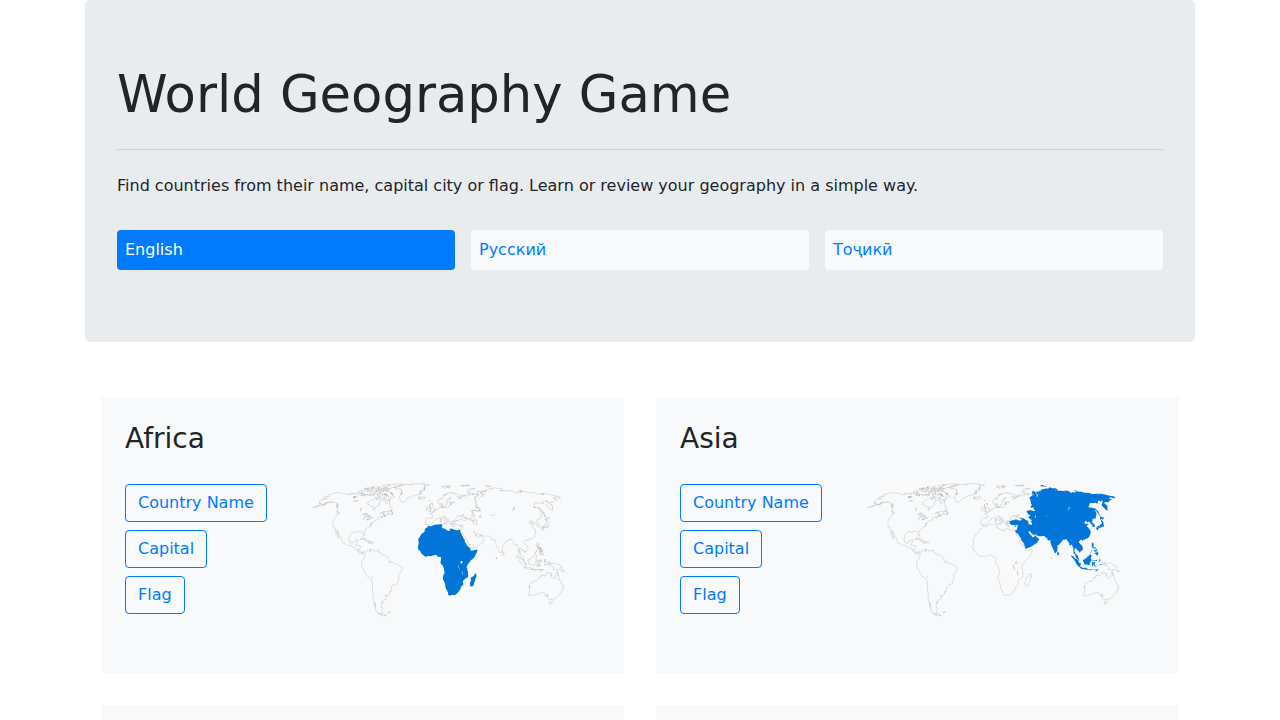 World Geography Game
Find countries from their name, capital city or flag. Learn or review your geography in a simple way.
English
Русский
Тоҷикӣ
Africa
Country Name
Capital
Flag
Asia
Country Name
Capital
Flag